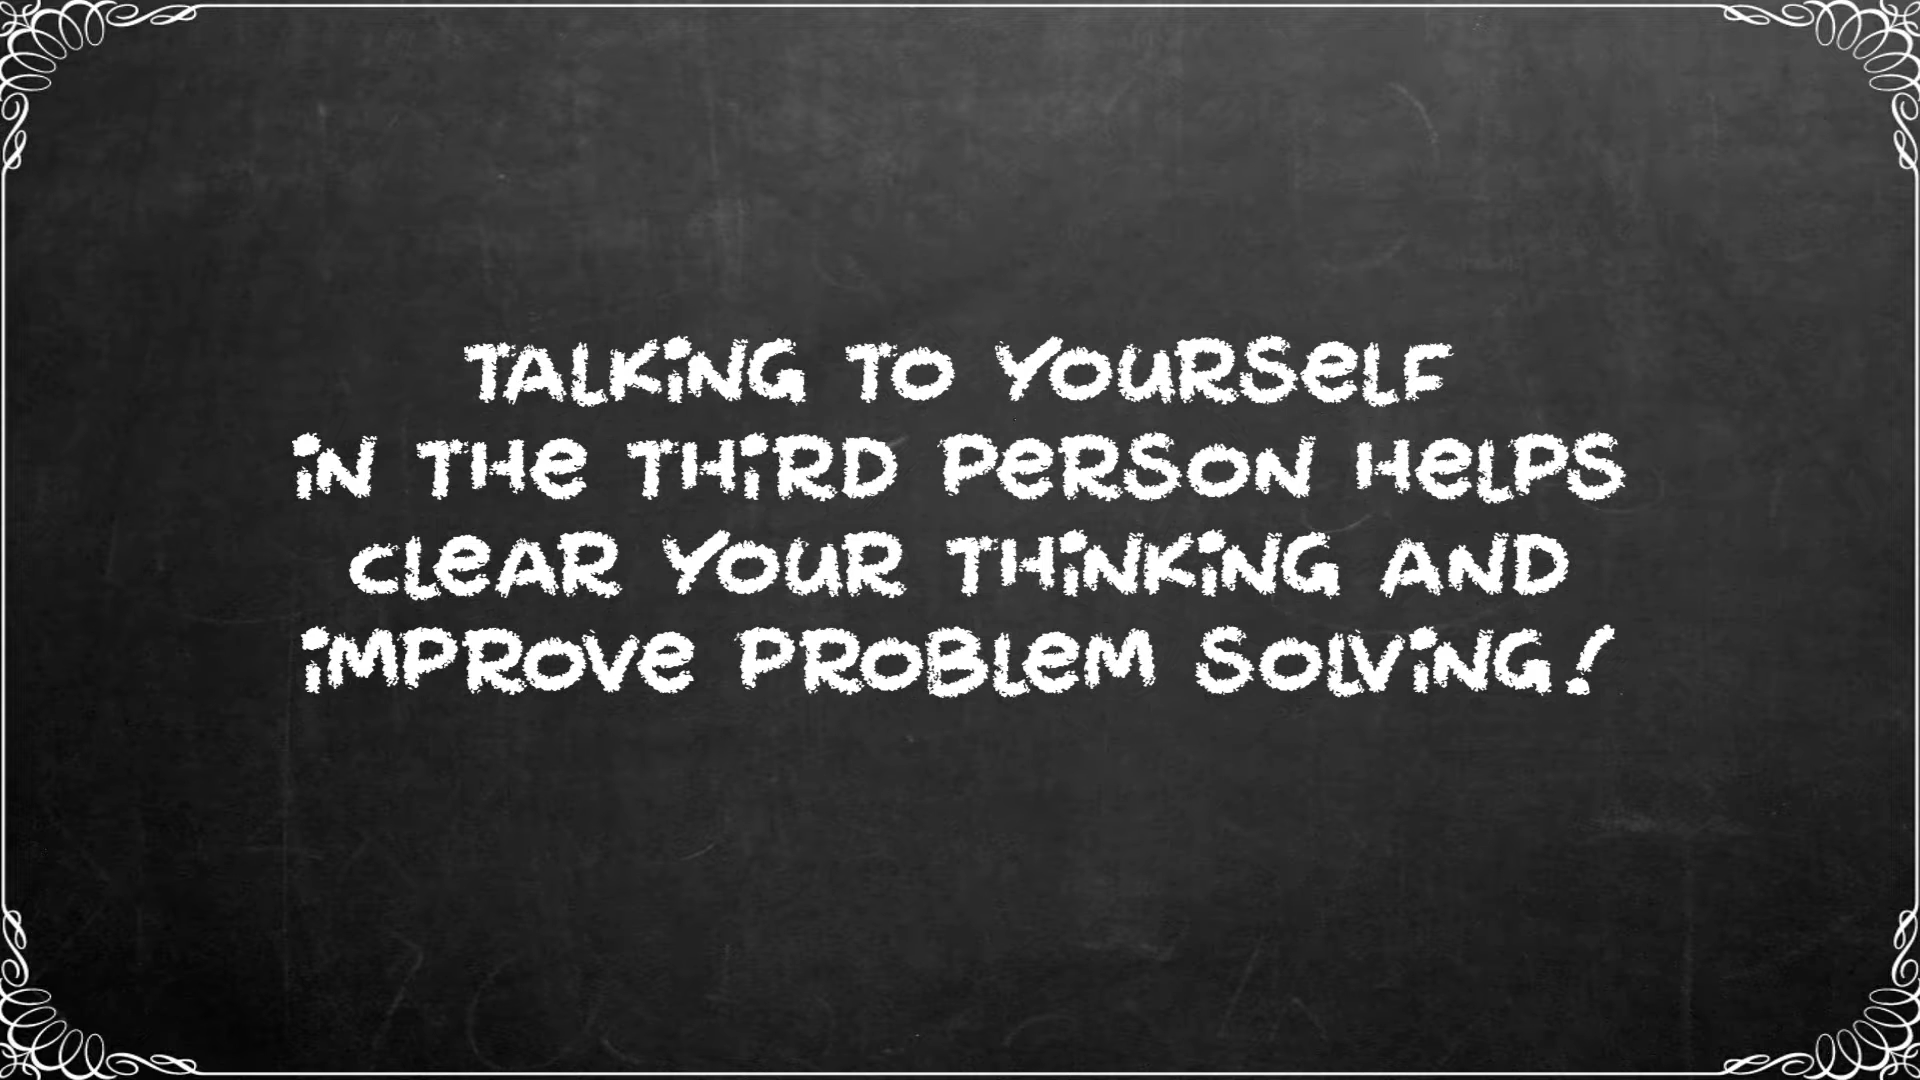 TALKiNG TO YOURSeLF
iN THe THiRD PeRSON HeLPS
CLeAR YOUR THiNKiNG AND
iMPROVe PROBLeM SOLViNG!